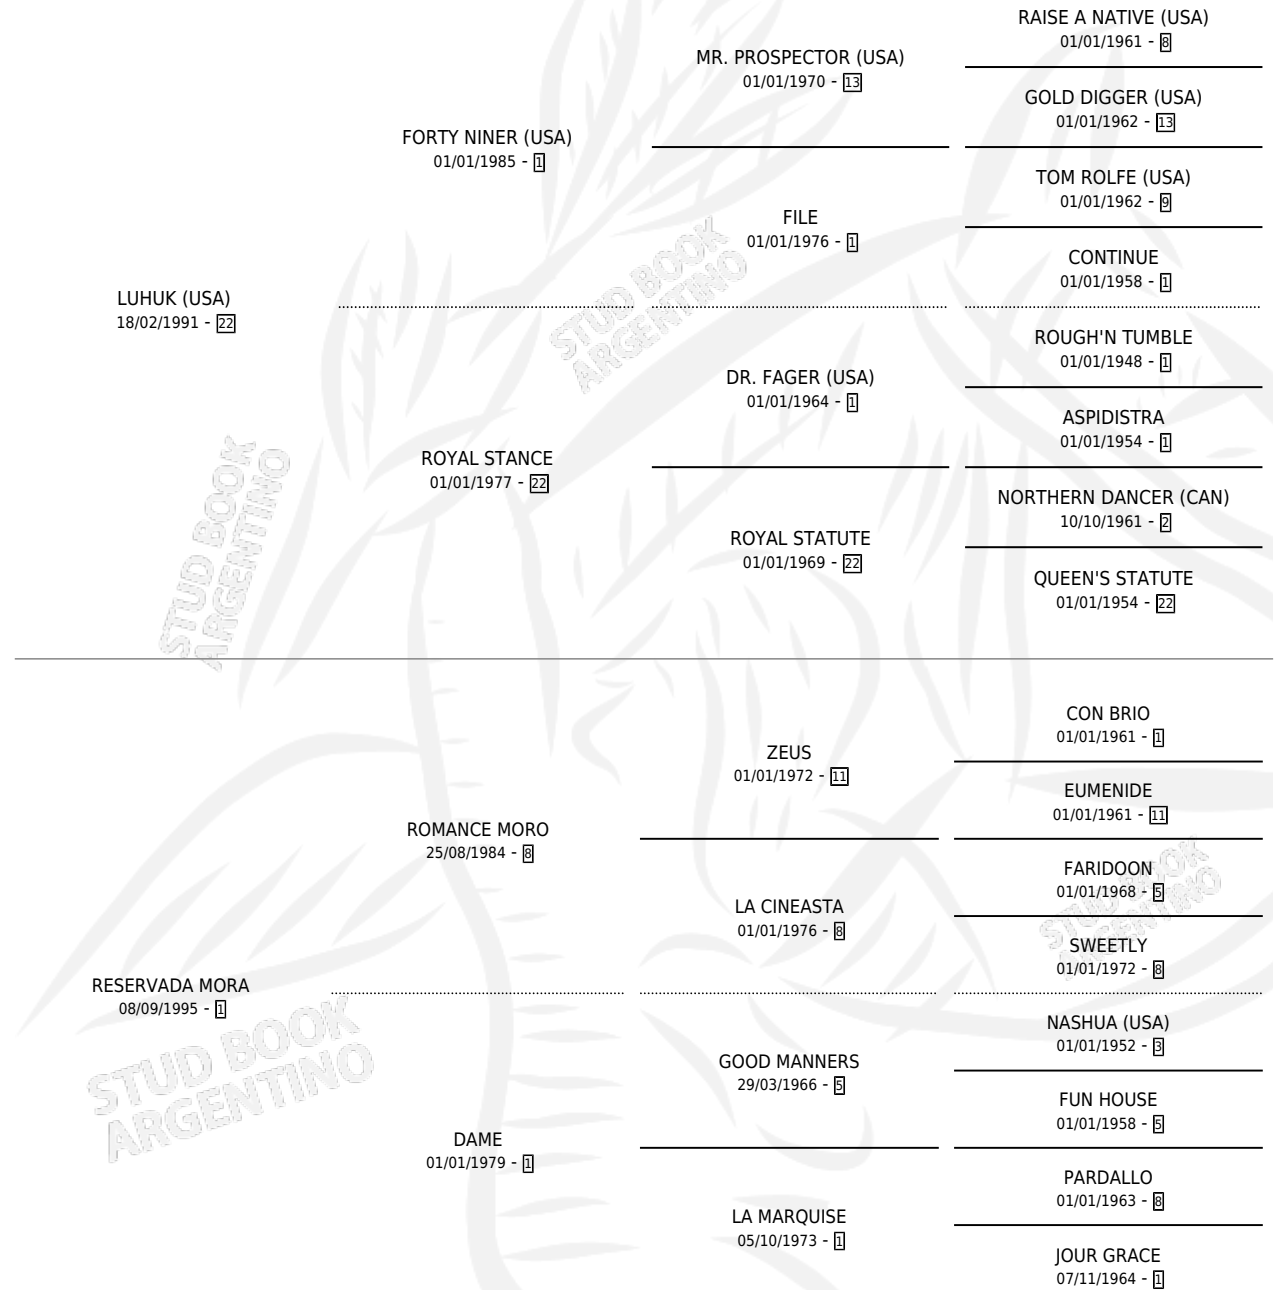 RAISE A NATIVE (USA)
01/01/1961 - 8
MR. PROSPECTOR (USA)
01/01/1970 - 13
GOLD DIGGER (USA)
01/01/1962 - 13
FORTY NINER (USA)
01/01/1985 - 1
TOM ROLFE (USA)
01/01/1962 - 9
FILE
01/01/1976 - 1
CONTINUE
01/01/1958 - 1
LUHUK (USA)
18/02/1991 - 22
ROUGH'N TUMBLE
01/01/1948 - 1
DR. FAGER (USA)
01/01/1964 - 1
ASPIDISTRA
01/01/1954 - 1
ROYAL STANCE
01/01/1977 - 22
NORTHERN DANCER (CAN)
10/10/1961 - 2
ROYAL STATUTE
01/01/1969 - 22
QUEEN'S STATUTE
01/01/1954 - 22
CON BRIO
01/01/1961 - 1
ZEUS
01/01/1972 - 11
EUMENIDE
01/01/1961 - 11
ROMANCE MORO
25/08/1984 - 8
FARIDOON
01/01/1968 - 5
LA CINEASTA
01/01/1976 - 8
SWEETLY
01/01/1972 - 8
RESERVADA MORA
08/09/1995 - 1
NASHUA (USA)
01/01/1952 - 3
GOOD MANNERS
29/03/1966 - 5
FUN HOUSE
01/01/1958 - 5
DAME
01/01/1979 - 1
PARDALLO
01/01/1963 - 8
LA MARQUISE
05/10/1973 - 1
JOUR GRACE
07/11/1964 - 1
STUD BOOK
ARGENTINO
STUD BOOK
ARGENTINO
STUD BOOK
ARGENTINO
STUD BOOK
ARGENTINO